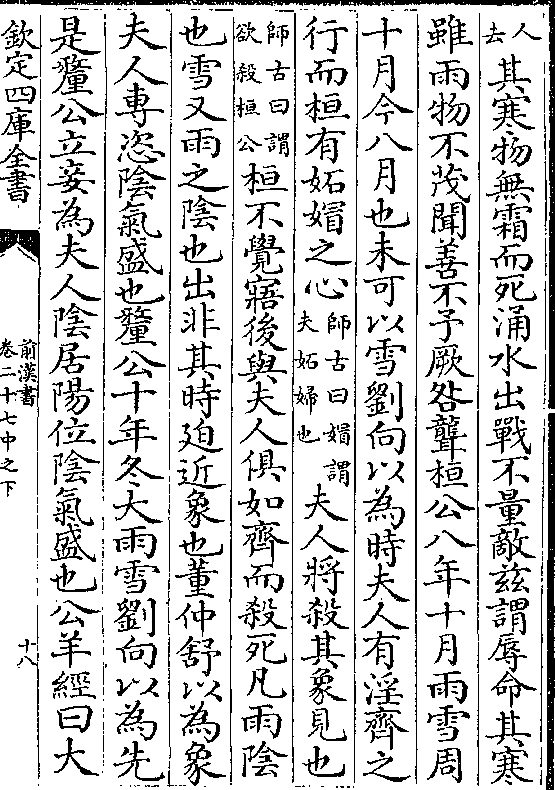 人去其寒物無霜而死涌水出戰不量敵兹謂辱命其寒
雖雨物不茂聞善不予厥咎聾桓公八年十月雨雪周
十月今八月也未可以雪劉向以為時夫人有淫齊之
行而桓有妬媢之心師古曰媢謂夫妬婦也夫人將殺其象見也
師古曰謂欲殺桓公桓不覺寤後與夫人俱如齊而殺死凡雨陰
也雪又雨之陰也出非其時廹近象也董仲舒以為象
夫人專恣陰氣盛也釐公十年冬大雨雪劉向以為先
是釐公立妾為夫人陰居陽位陰氣盛也公羊經曰大
欽定四庫全書
前漢書
卷二十七中之下
十八